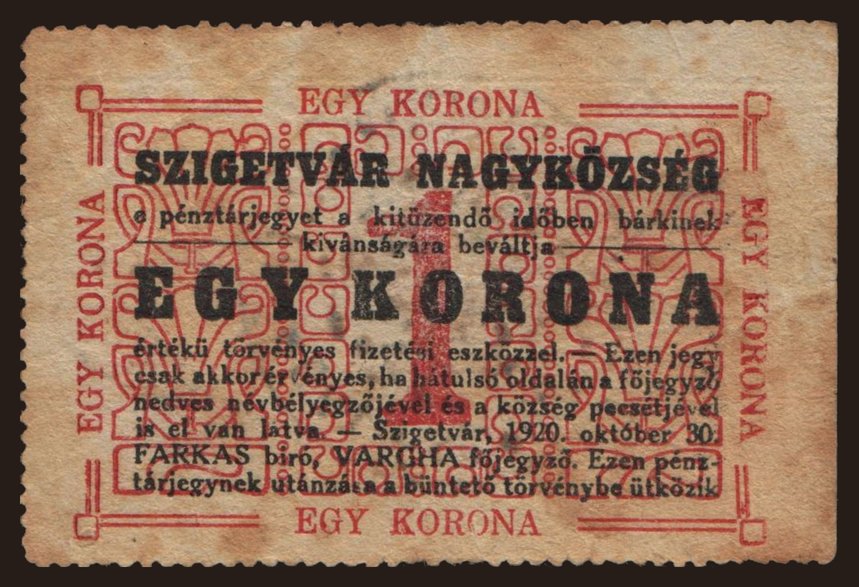 EGY KORONA
SZIGETVÁR NAGYKÖZSÉG
e pénztárjegyet a kitüzendő időben bárkinek
kivánságára beváltja
EGY KORONA
1
értékü törvényes fizetési eszközzel. — Ezen jegy
csak akkor érvényes, ha hátulsó oldalán a főjegyző
nedves névbélyegzőjével és a község pecsétjével
is el van látva. — Szigetvár, 1920. október 30.
FARKAS biró, VARGHA főjegyző. Ezen pénz-
tárjegynek utánzása a büntető törvénybe ütközik
EGY KORONA
EGY KORONA
EGY KORONA